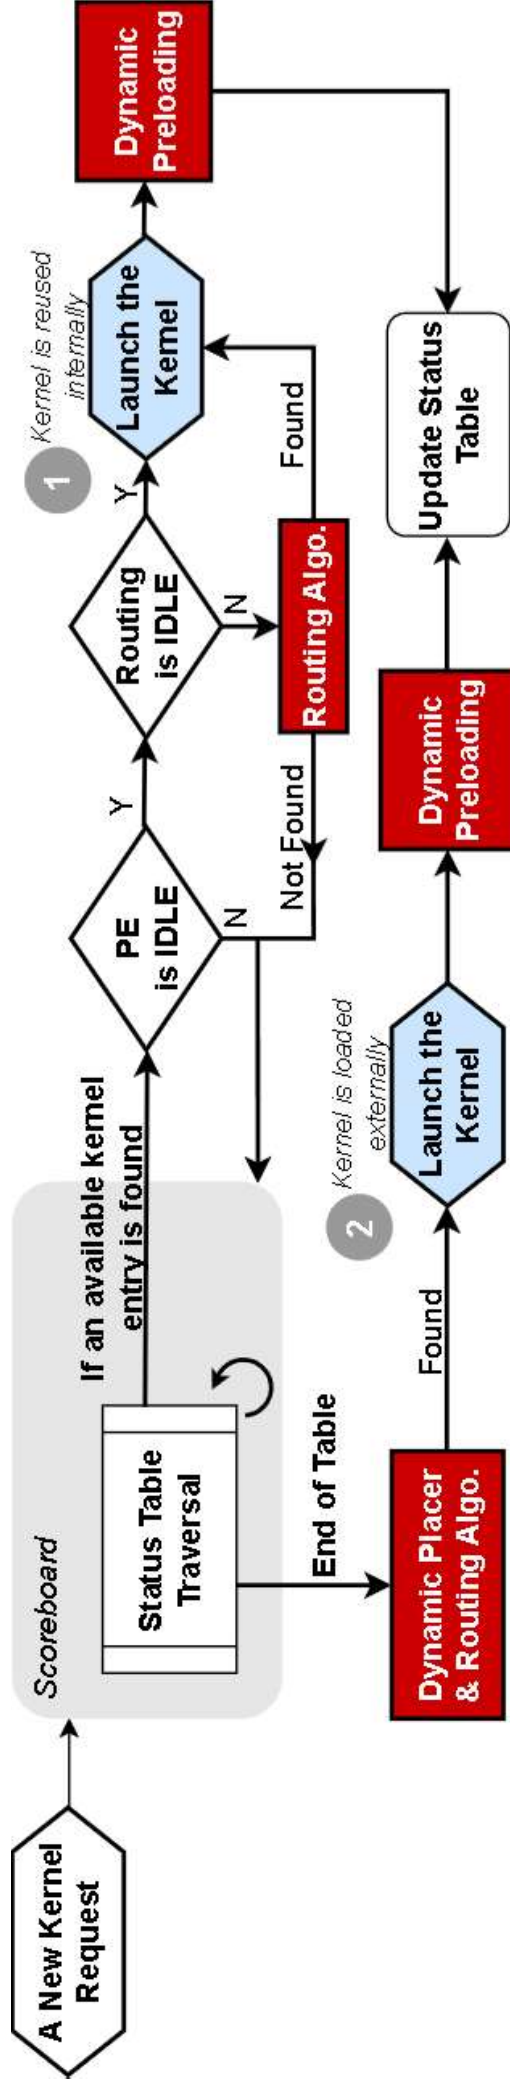 A New Kernel
Request
Scoreboard
Status Table
Traversal
If an available kernel
entry is found
End of Table
PE
is IDLE
Y
N
Routing
is IDLE
Y
N
Not Found
Routing Algo.
Found
1
Kernel is reused
internally
Launch the
Kernel
Dynamic
Preloading
Dynamic Placer
& Routing Algo.
Found
2
Kernel is loaded
externally
Launch the
Kernel
Dynamic
Preloading
Update Status
Table